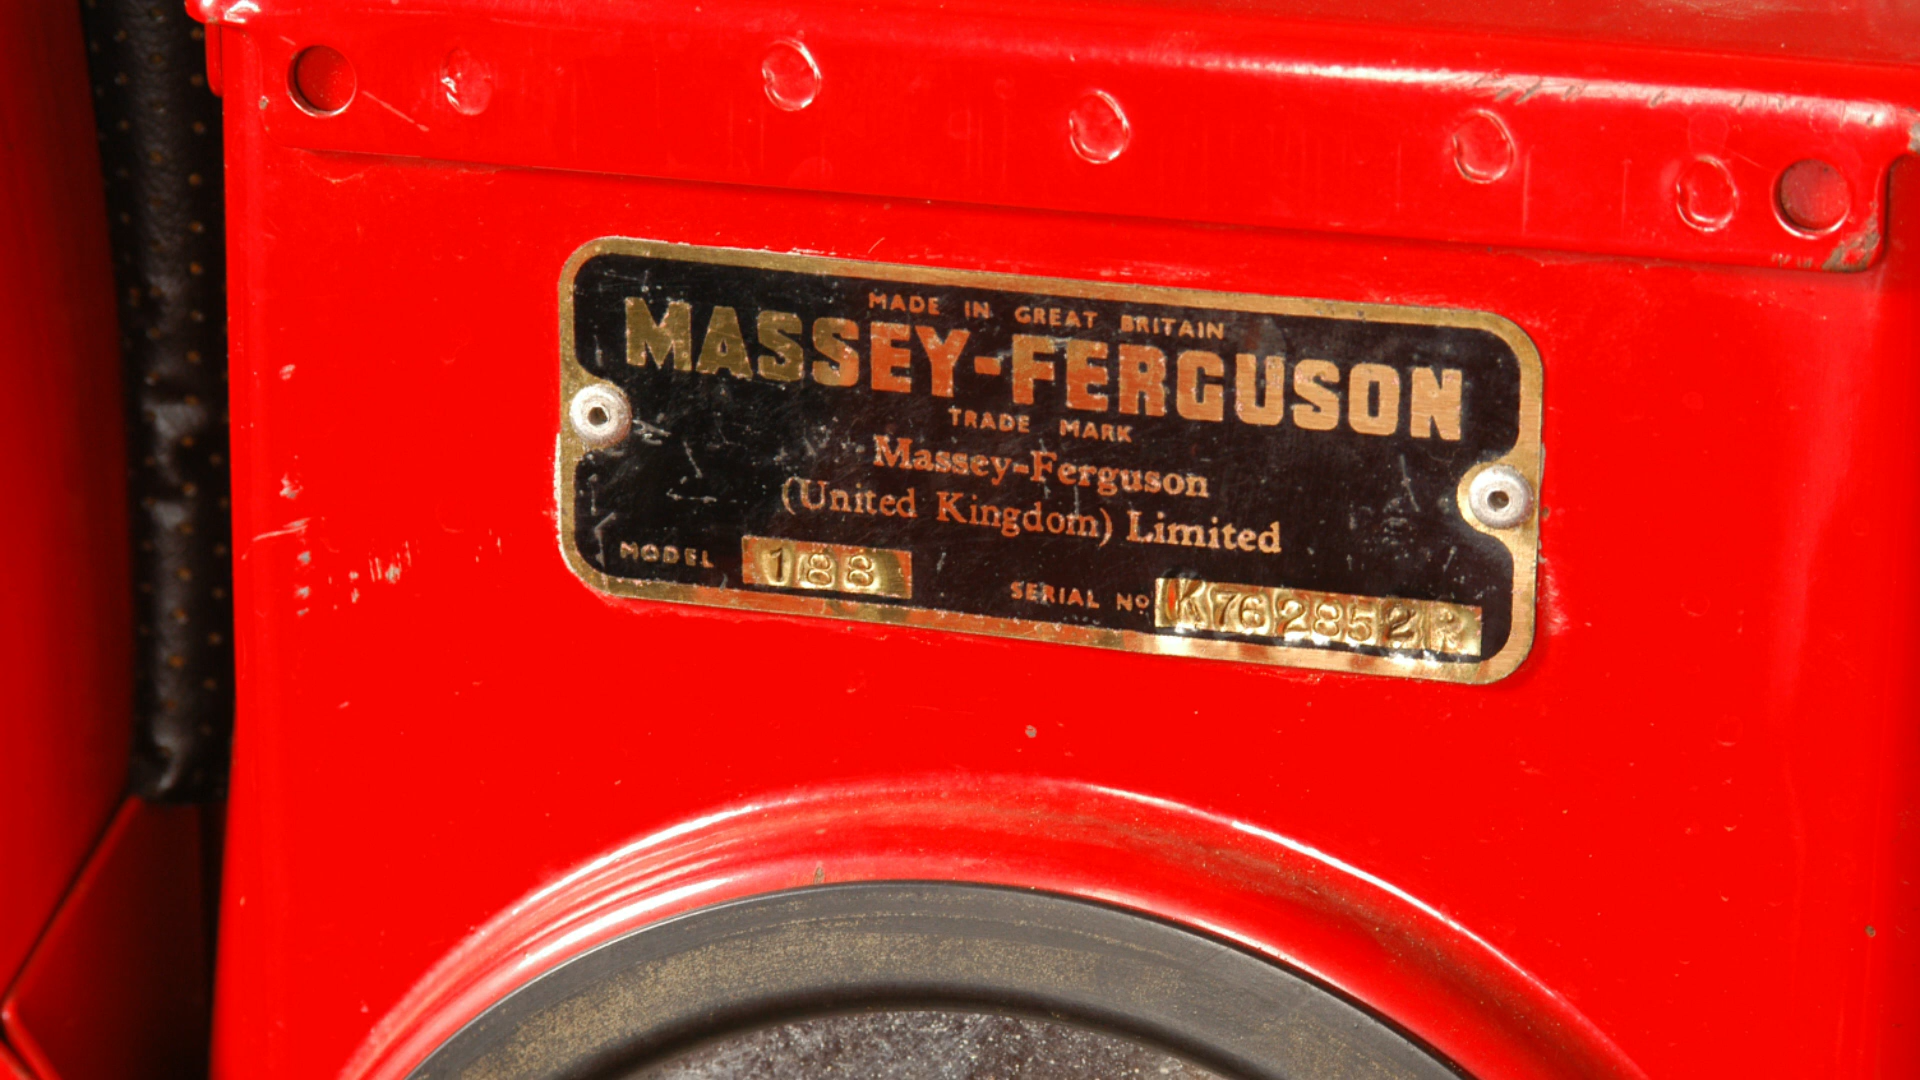 MADE IN GREAT BRITAIN
MASSEY-FERGUSON
TRADE MARK
Massey-Ferguson
(United Kingdom) Limited
MODEL 188
SERIAL Nº K762852R